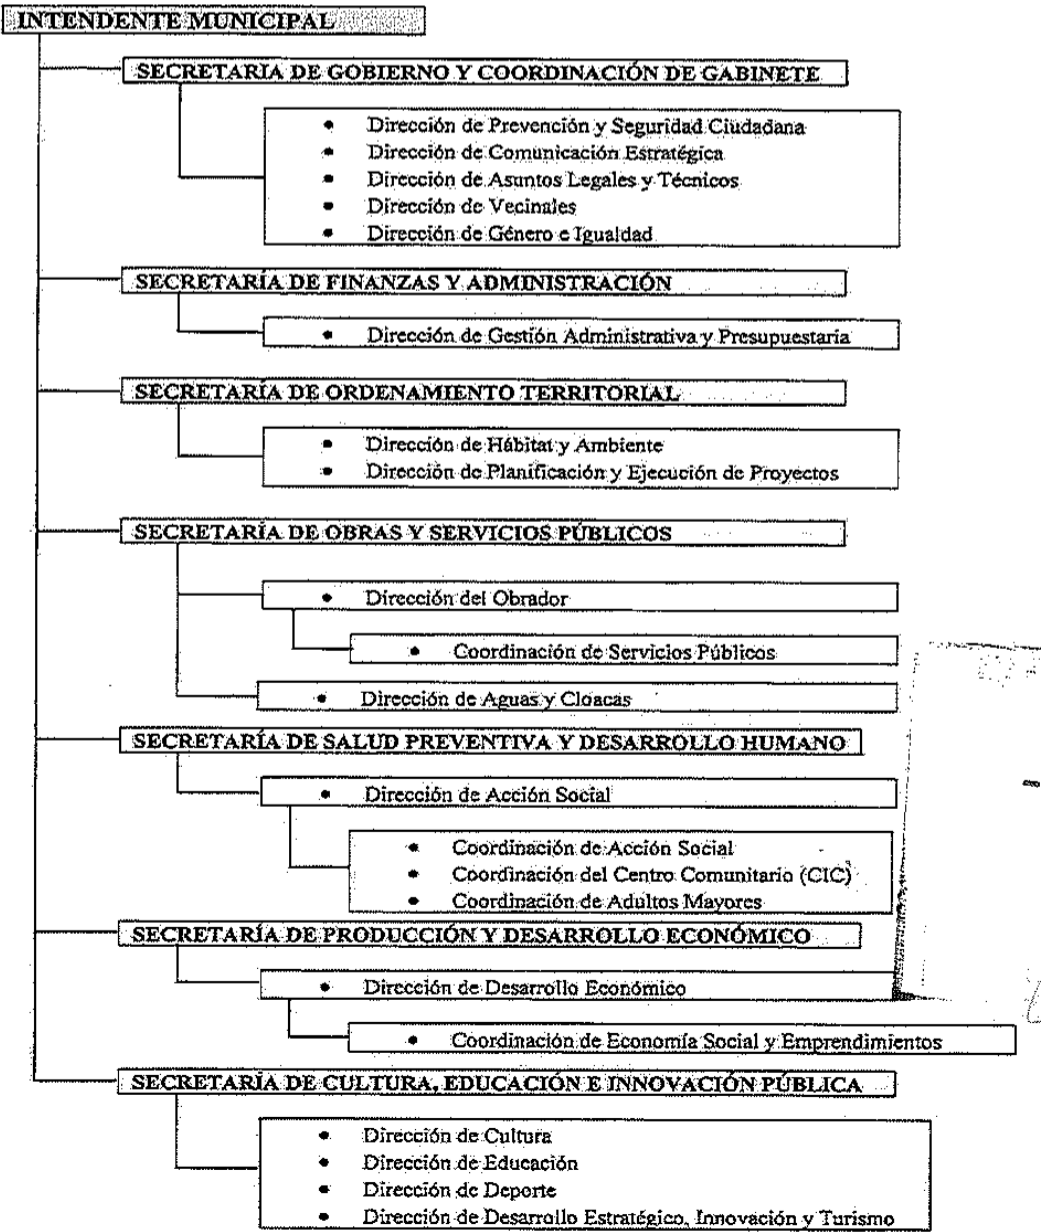 INTENDENTE MUNICIPAL
SECRETARIA DE GOBIERNO Y COORDINACIÓN DE GABINETE
• Dirección de Prevención y Seguridad Ciudadana
• Dirección de Comunicación Estratégica
• Dirección de Asuntos Legales y Técnicos
• Dirección de Vecinales
• Dirección de Género e Igualdad
SECRETARÍA DE FINANZAS Y ADMINISTRACIÓN
• Dirección de Gestión Administrativa y Presupuestaria
SECRETARÍA DE ORDENAMIENTO TERRITORIAL
• Dirección de Hábitat y Ambiente
• Dirección de Planificación y Ejecución de Proyectos
SECRETARÍA DE OBRAS Y SERVICIOS PÚBLICOS
• Dirección del Obrador
• Coordinación de Servicios Públicos
• Dirección de Aguas y Cloacas
SECRETARÍA DE SALUD PREVENTIVA Y DESARROLLO HUMANO
• Dirección de Acción Social
• Coordinación de Acción Social
• Coordinación del Centro Comunitario (CIC)
• Coordinación de Adultos Mayores
SECRETARÍA DE PRODUCCIÓN Y DESARROLLO ECONÓMICO
• Dirección de Desarrollo Económico
• Coordinación de Economía Social y Emprendimientos
SECRETARÍA DE CULTURA, EDUCACIÓN E INNOVACIÓN PÚBLICA
• Dirección de Cultura
• Dirección de Educación
• Dirección de Deporte
• Dirección de Desarrollo Estratégico, Innovación y Turismo